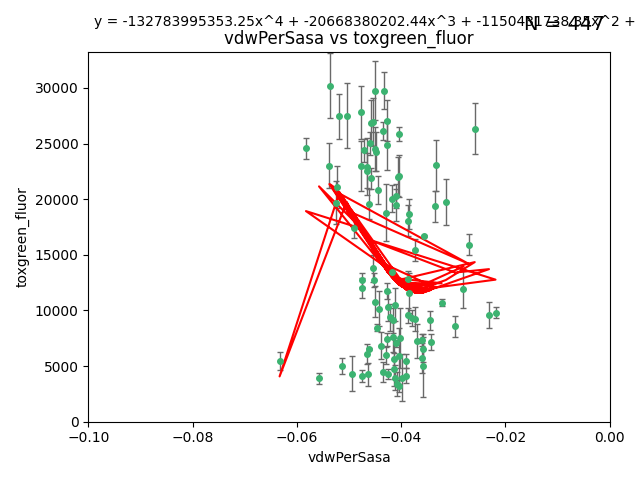 y = -132783995353.25x^4 + -20668380202.44x^3 + -1150481738.35x^2 +
N = 447
vdwPerSasa vs toxgreen_fluor
30000
25000
20000
15000
10000
5000
0
toxgreen_fluor
−0.10 −0.08 −0.06 −0.04 −0.02 0.00
vdwPerSasa